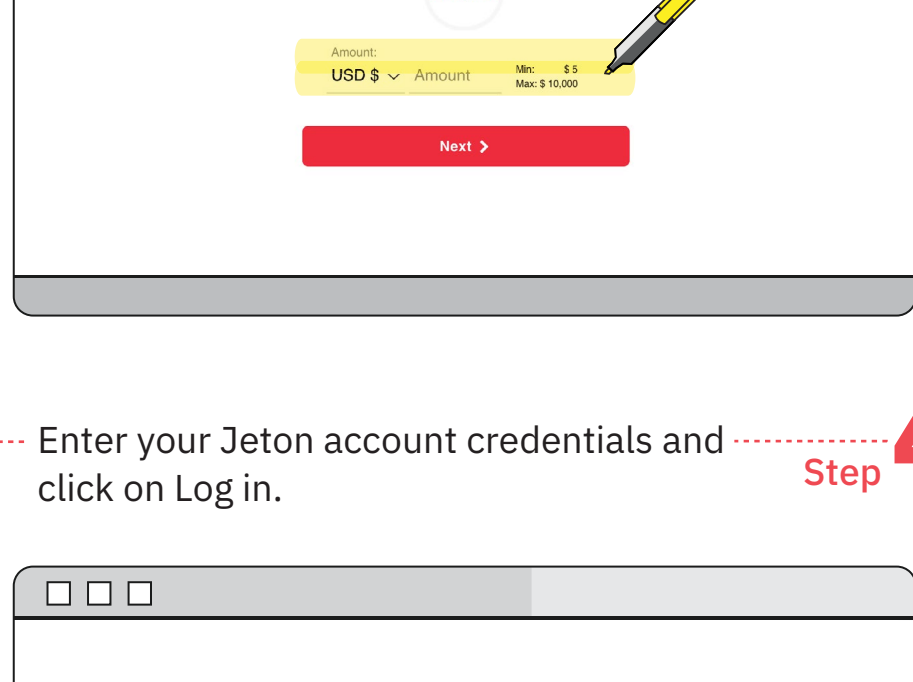 Amount:
USD $ Amount Min: $ 5
Max: $ 10,000
Next
Enter your Jeton account credentials and
click on Log in.
Step